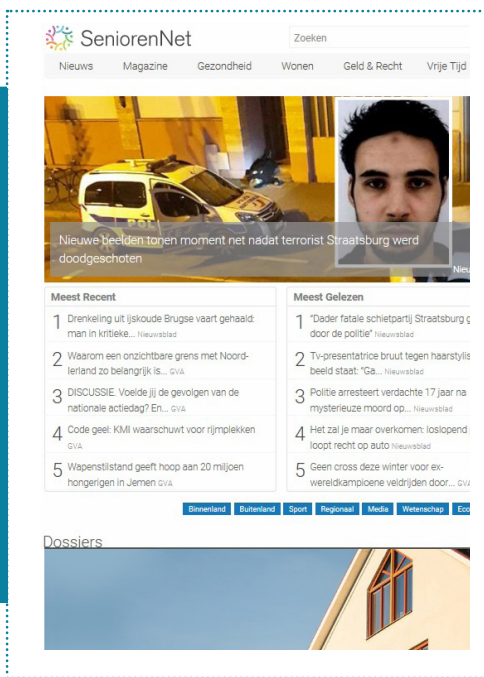 SeniorenNet
Zoeken
Nieuws Magazine Gezondheid Wonen Geld & Recht Vrije Tijd
POL
Nieuwe beelden tonen moment net nadat terrorist Straatsburg werd
doodgeschoten
Nieu
Meest Recent
1 Drenkeling uit ijskoude Brugse vaart gehaald:
man in kritieke... Nieuwsblad
2 Waarom een onzichtbare grens met Noord-
Ierland zo belangrijk is... GVA
3 DISCUSSIE. Voelde jij de gevolgen van de
nationale actiedag? En... GVA
4 Code geel: KMI waarschuwt voor rijmplekken
GVA
5 Wapenstilstand geeft hoop aan 20 miljoen
hongerigen in Jemen GVA
Meest Gelezen
1 "Dader fatale schietpartij Straatsburg g
door de politie" Nieuwsblad
2 Tv-presentatrice bruut tegen haarstylis
beeld staat: "Ga... Nieuwsblad
3 Politie arresteert verdachte 17 jaar na
mysterieuze moord op... Nieuwsblad
4 Het zal je maar overkomen: loslopend
loopt recht op auto Nieuwsblad
5 Geen cross deze winter voor ex-
wereldkampioene veldrijden door... GVA
Binnenland Buitenland Sport Regionaal Media Wetenschap Eco
Dossiers